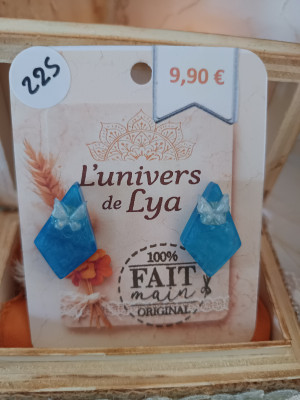 225
9,90 €
L'univers
de Lya
100%
FAIT
main
ORIGINAL